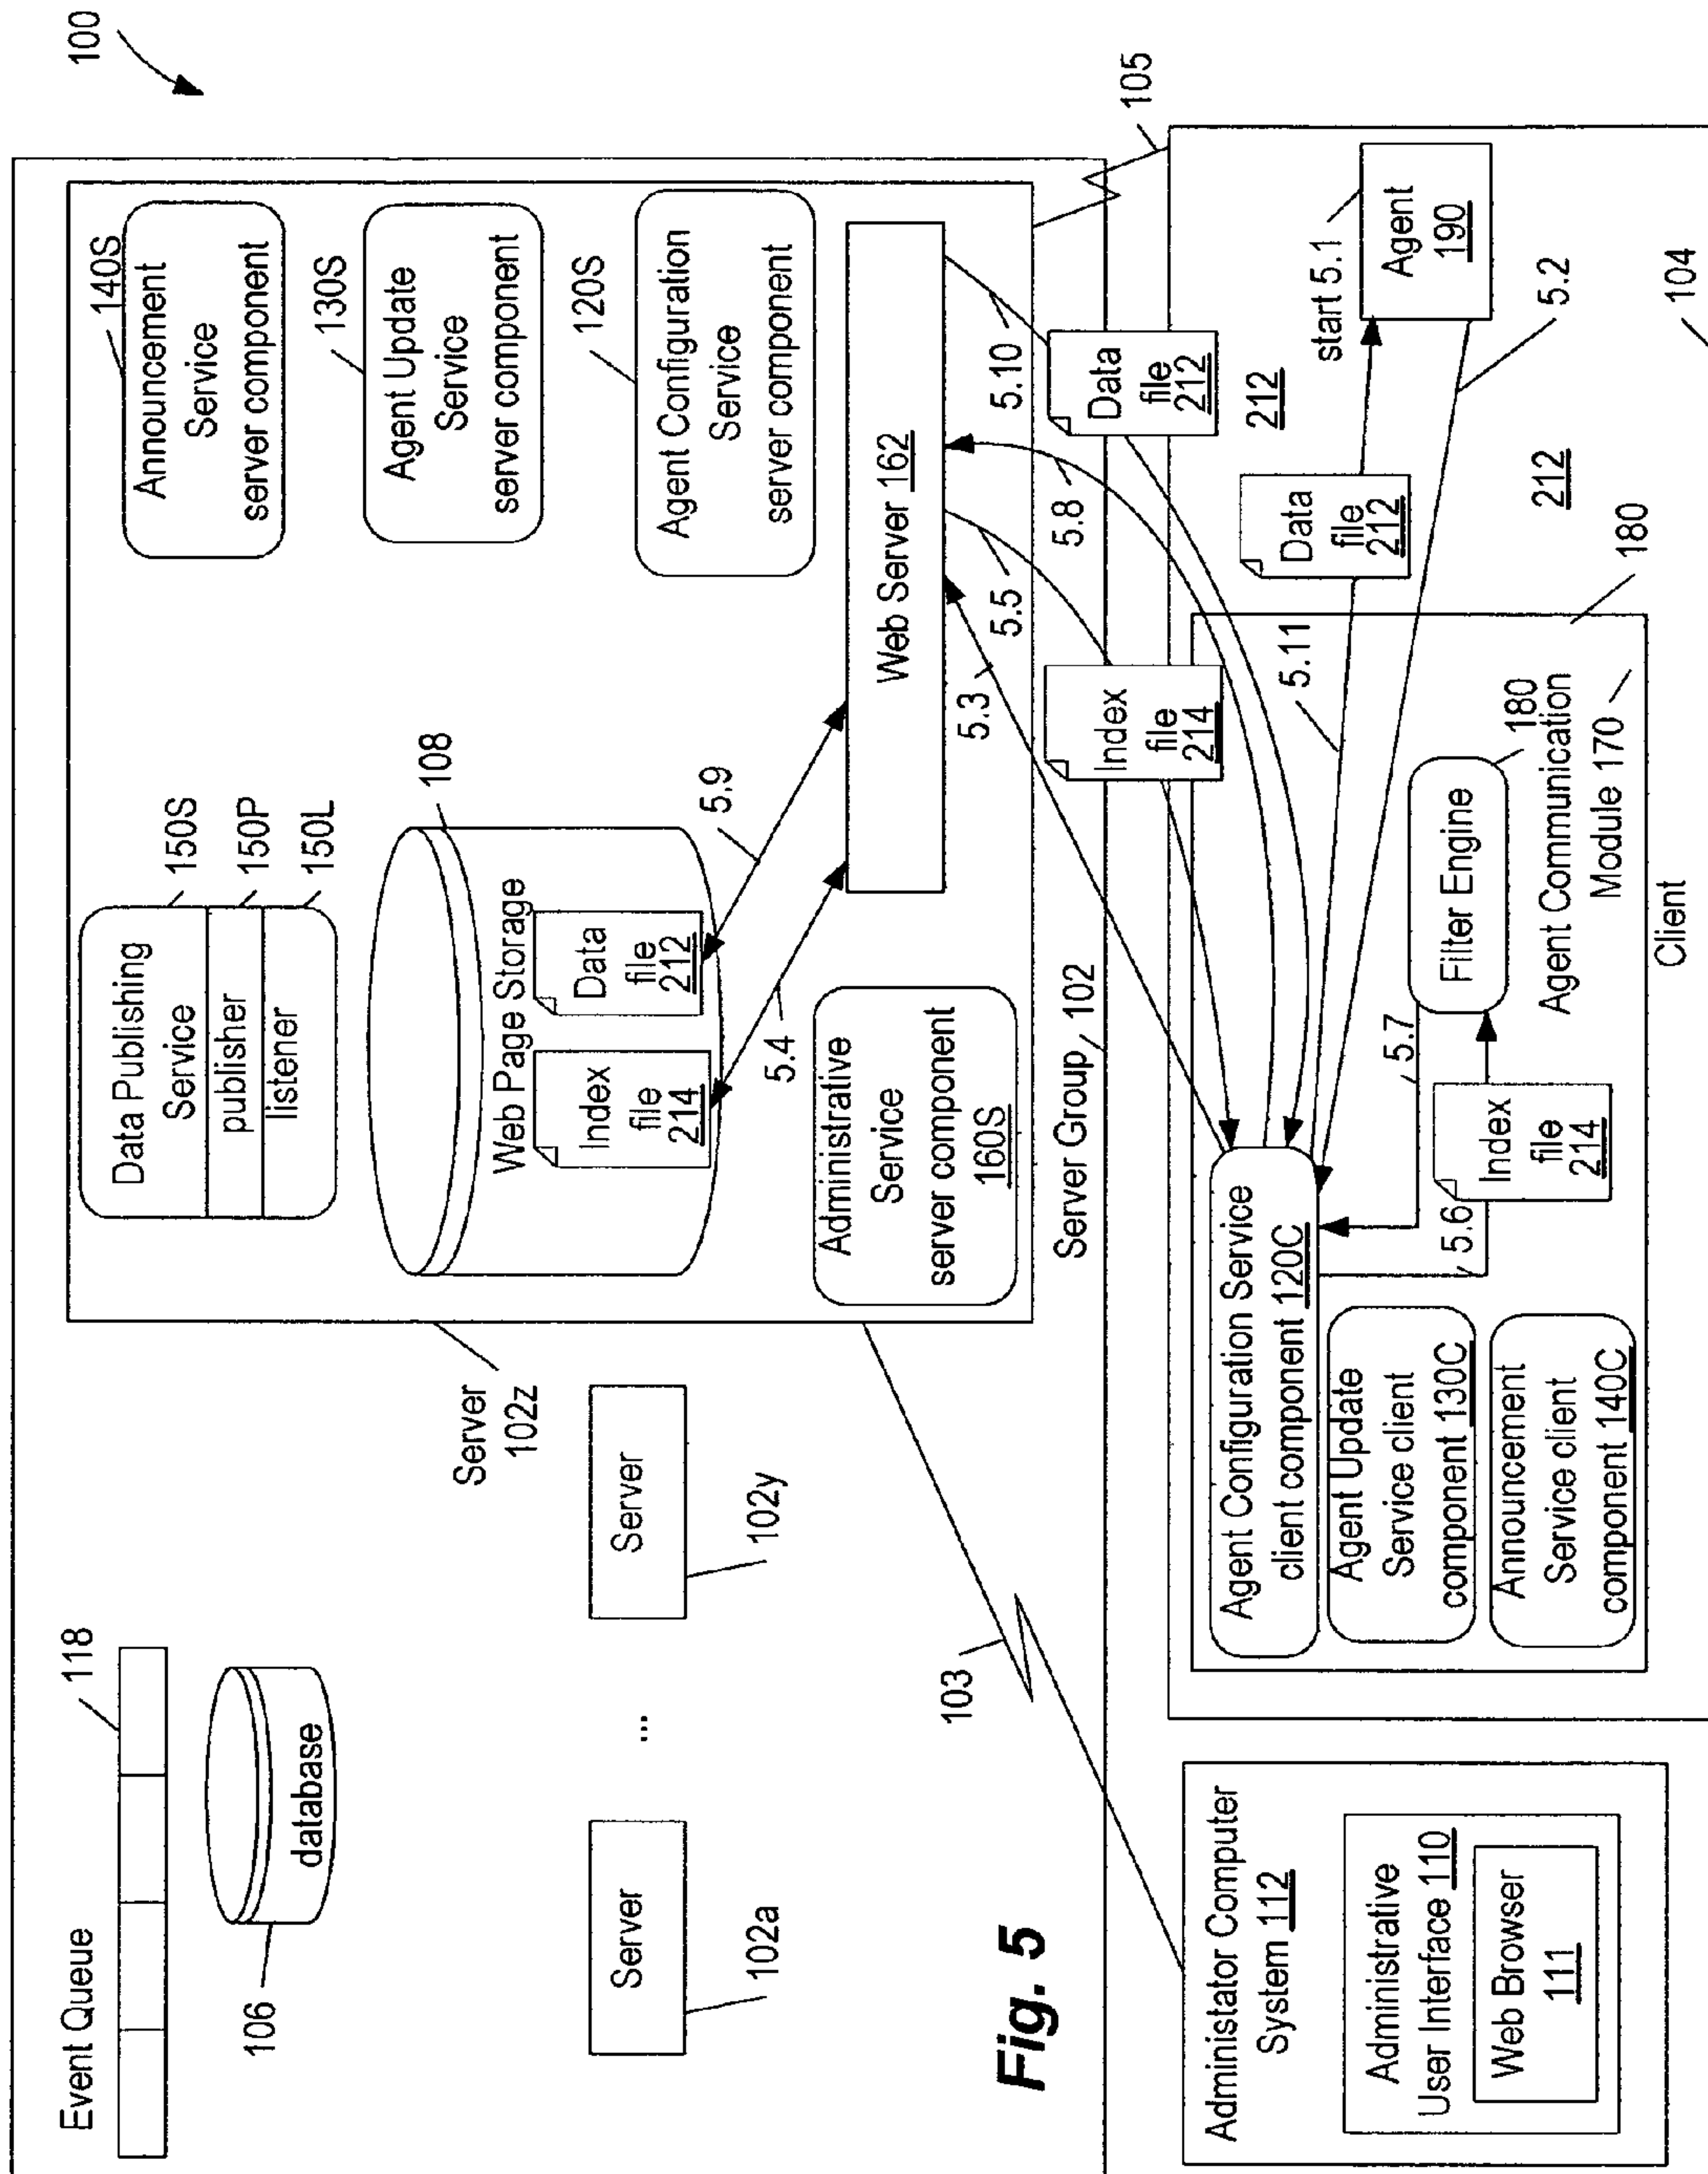 100
Event Queue
118
106
database
Server
102a
...
Server
102y
Server
102z
Data Publishing
Service
publisher
listener
150S
150P
150L
108
Web Page Storage
Index
file
214
Data
file
212
5.4
5.9
Announcement
Service
server component
140S
Agent Update
Service
server component
130S
Agent Configuration
Service
server component
120S
Administrative
Service
server component
160S
Web Server 162
Server Group 102
103
105
5.3
5.5
5.8
5.10
Index
file
214
Data
file
212
212
Fig. 5
Administator Computer
System 112
Administrative
User Interface 110
Web Browser
111
Agent Configuration Service
client component 120C
Agent Update
Service client
component 130C
Announcement
Service client
component 140C
5.6
5.7
Index
file
214
Filter Engine
180
Agent Communication
Module 170
180
5.11
Data
file
212
212
start 5.1
Agent
190
5.2
Client
104